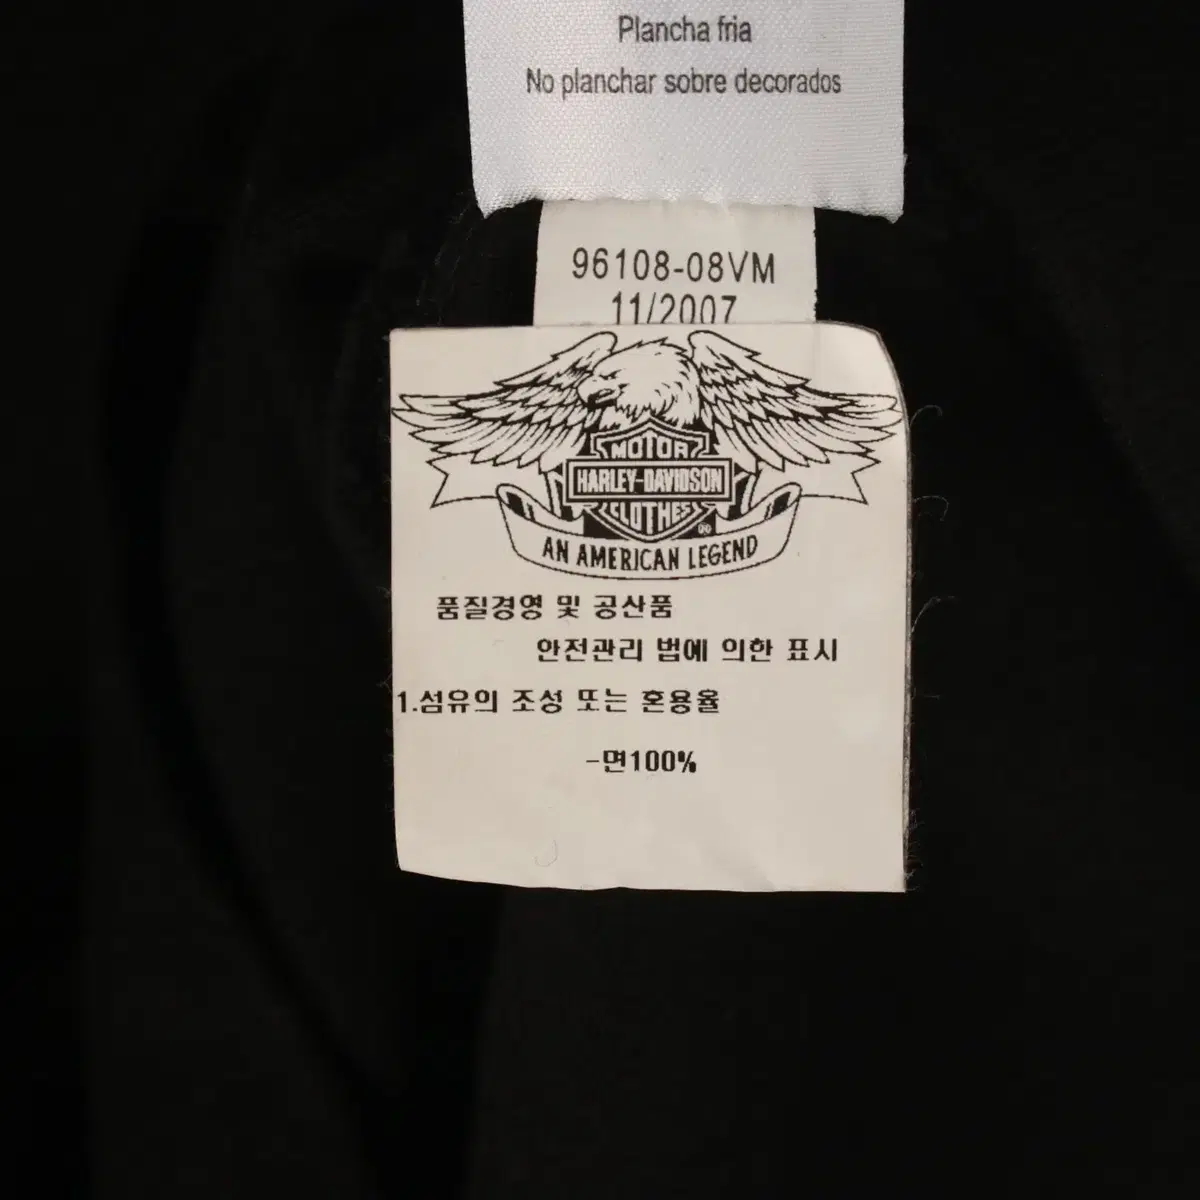 Plancha fria
No planchar sobre decorados
96108-08VM
11/2007
MOTOR
HARLEY-DAVIDSON
CLOTHES®
AN AMERICAN LEGEND
품질경영 및 공산품
안전관리 법에 의한 표시
1.섬유의 조성 또는 혼용율
-면100%